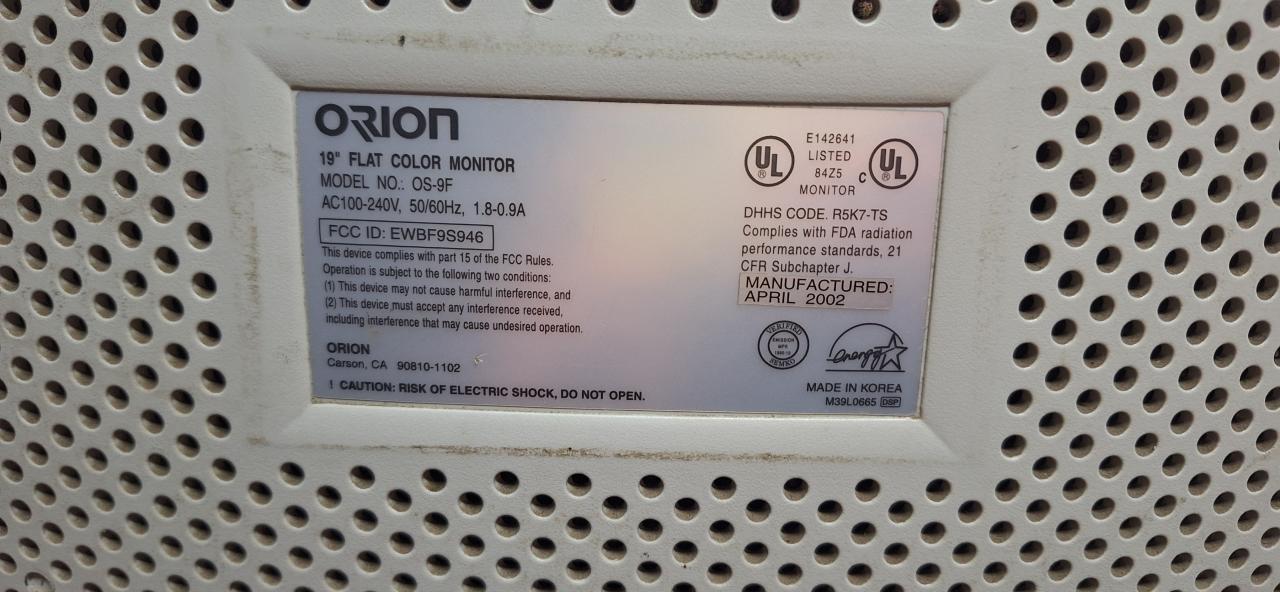 ORION
19" FLAT COLOR MONITOR
MODEL NO.: OS-9F
AC100-240V, 50/60Hz, 1.8-0.9A
FCC ID: EWBF9S946
This device complies with part 15 of the FCC Rules.
Operation is subject to the following two conditions:
(1) This device may not cause harmful interference, and
(2) This device must accept any interference received,
including interference that may cause undesired operation.
ORION
Carson, CA 90810-1102
! CAUTION: RISK OF ELECTRIC SHOCK, DO NOT OPEN.
UL
®
E142641
LISTED
84Z5
MONITOR
C UL
®
DHHS CODE. R5K7-TS
Complies with FDA radiation
performance standards, 21
CFR Subchapter J.
MANUFACTURED:
APRIL 2002
VERIFIED
EMISSION
MPR
SEMKO
energy
MADE IN KOREA
M39L0665 DSP